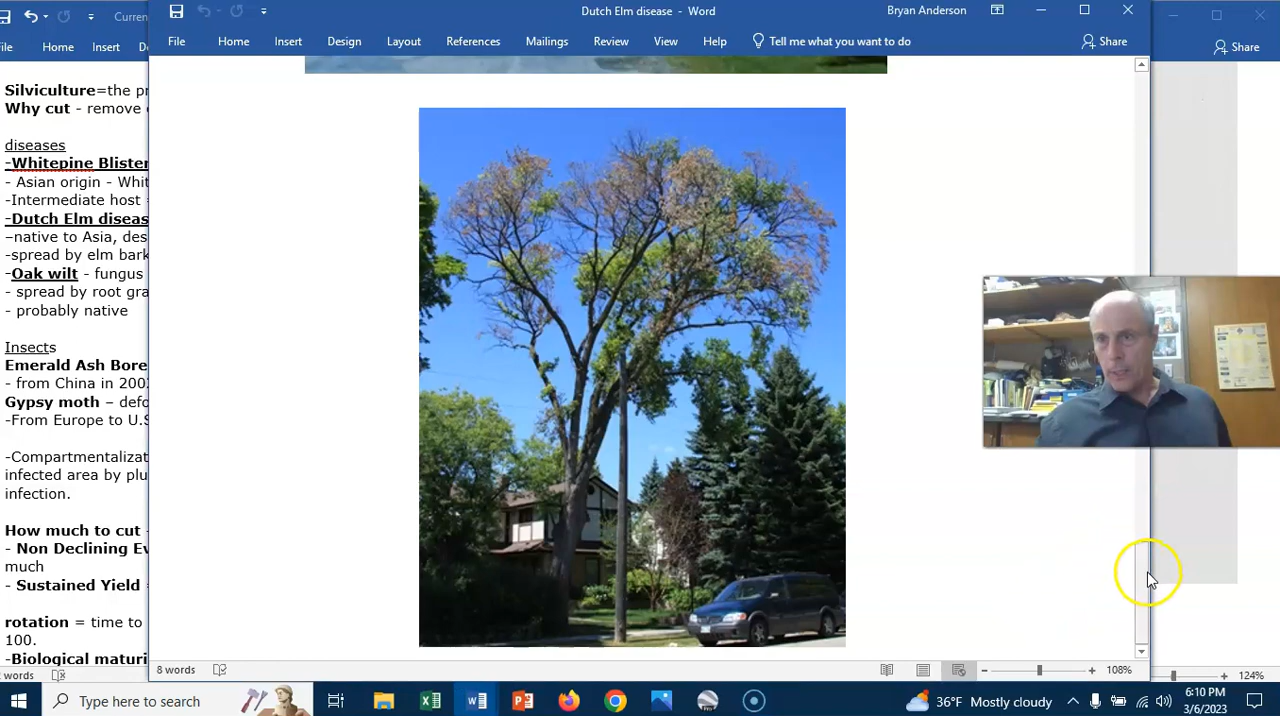 Curren
File Home Insert D
Dutch Elm disease - Word
Bryan Anderson
File Home Insert Design Layout References Mailings Review View Help Tell me what you want to do Share
Share
Silviculture=the pr
Why cut - remove
diseases
-Whitepine Blister
- Asian origin - Whit
-Intermediate host =
-Dutch Elm diseas
–native to Asia, des
-spread by elm bark
-Oak wilt - fungus
- spread by root gra
- probably native
Insects
Emerald Ash Bore
- from China in 200
Gypsy moth – defo
-From Europe to U.S
-Compartmentalizat
infected area by plu
infection.
How much to cut -
- Non Declining Ev
much
- Sustained Yield =
rotation = time to
100.
-Biological maturi
2 words
8 words
108%
124%
Type here to search
36°F Mostly cloudy
6:10 PM
3/6/2023